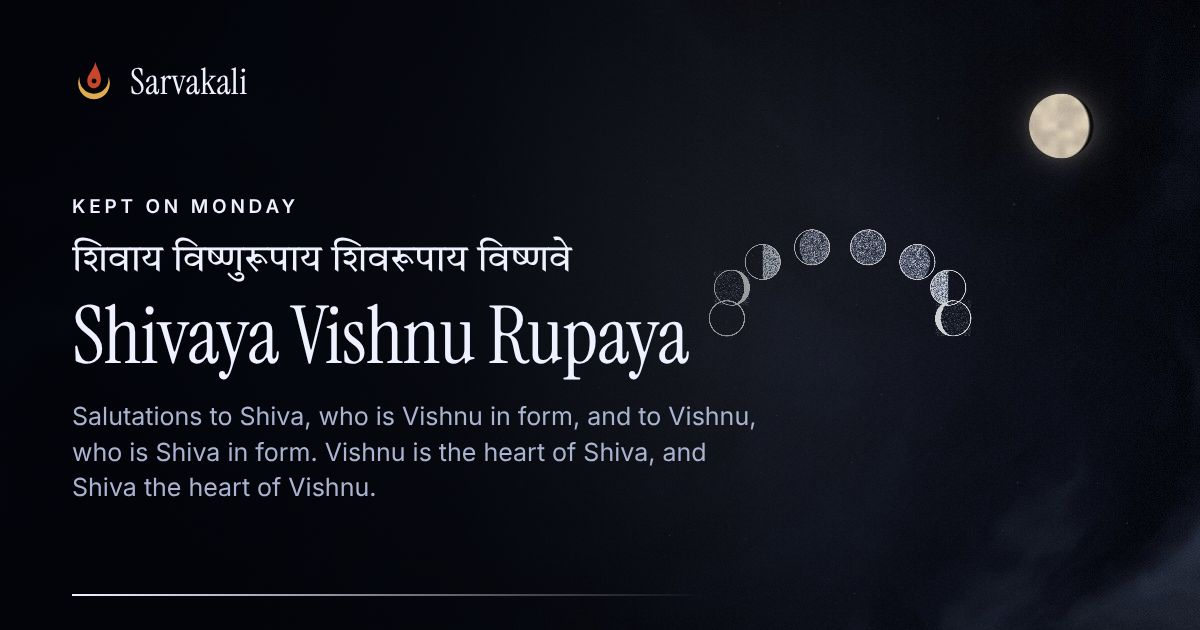 Sarvakali
KEPT ON MONDAY
शिवाय विष्णुरूपाय शिवरूपाय विष्णवे
Shivaya Vishnu Rupaya
Salutations to Shiva, who is Vishnu in form, and to Vishnu,
who is Shiva in form. Vishnu is the heart of Shiva, and
Shiva the heart of Vishnu.